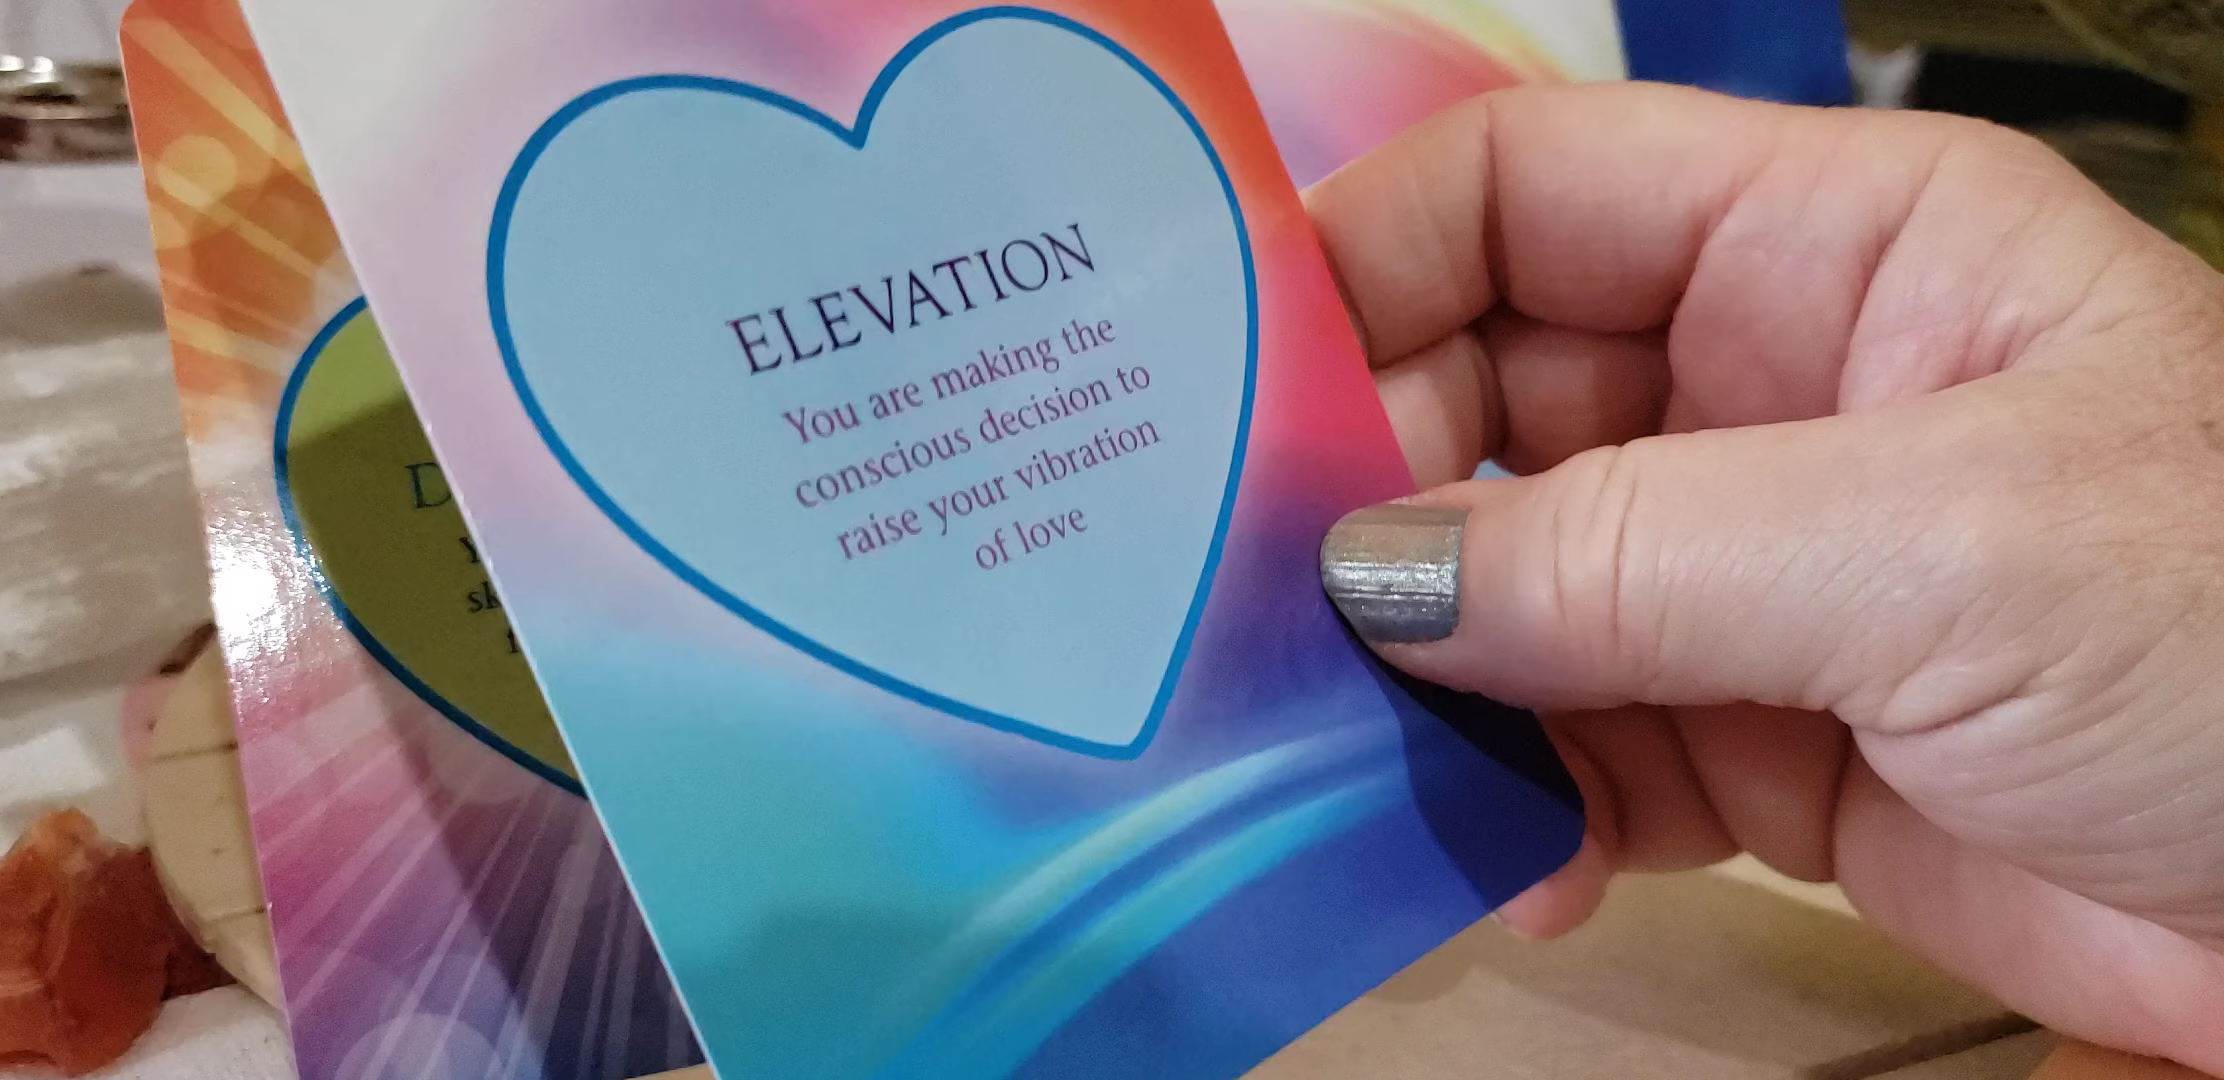 ELEVATION
You are making the
conscious decision to
raise your vibration
of love